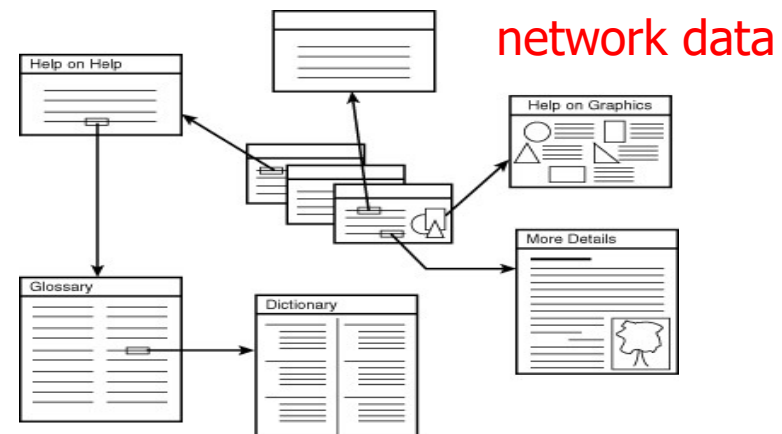 network data
Help on Help
Help on Graphics
More Details
Glossary
Dictionary